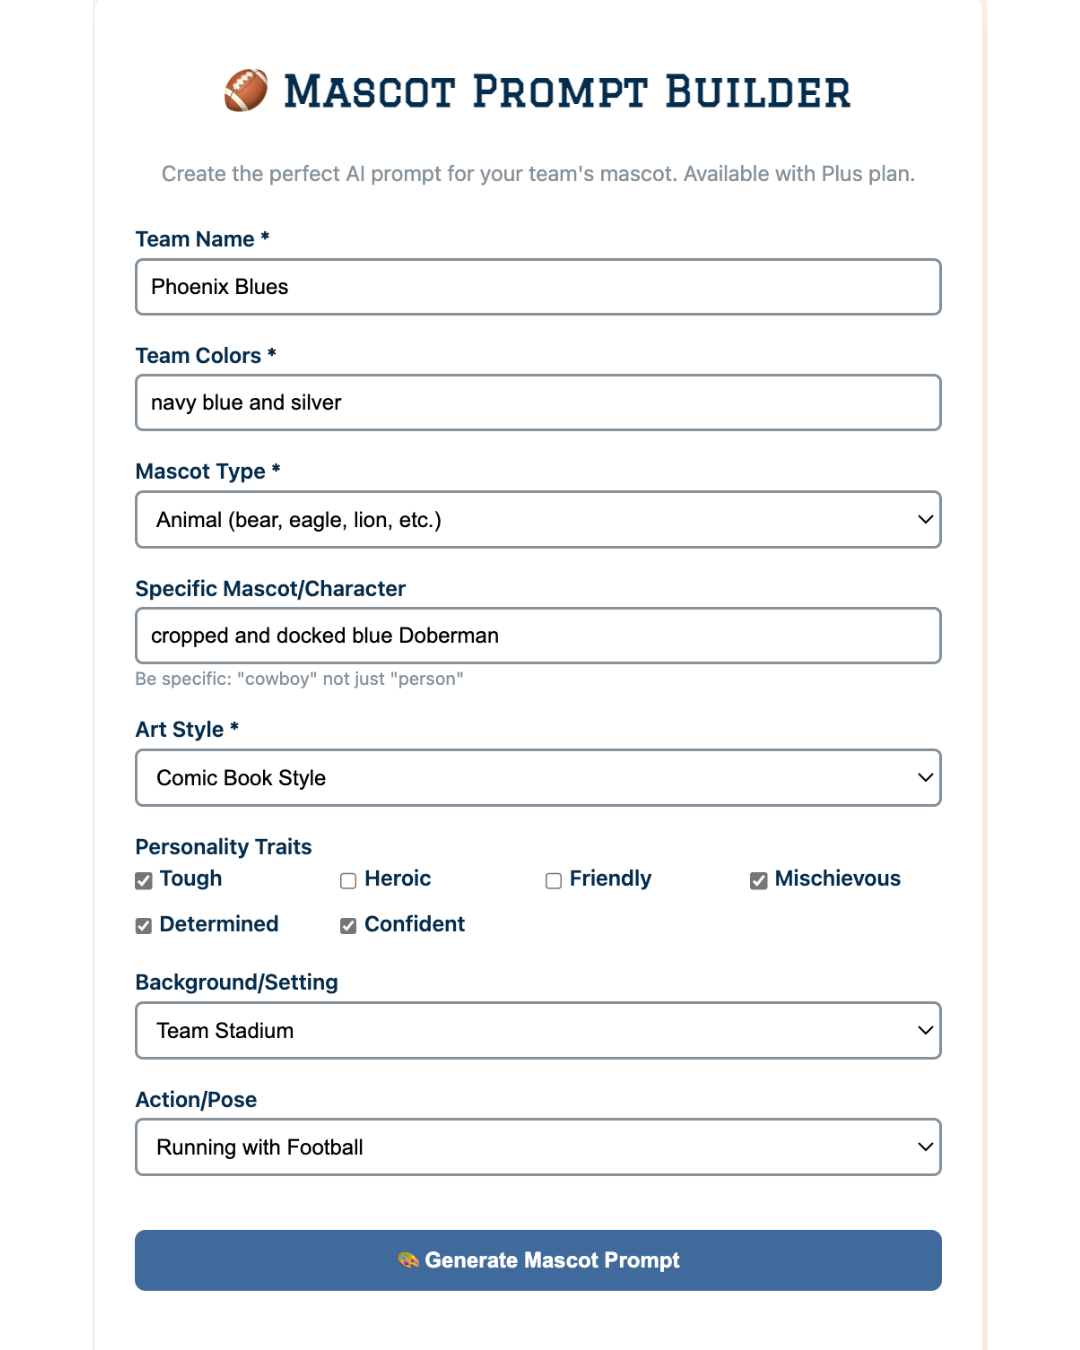 🏈 Mascot Prompt Builder
Create the perfect AI prompt for your team's mascot. Available with Plus plan.
Team Name *
Phoenix Blues
Team Colors *
navy blue and silver
Mascot Type *
Animal (bear, eagle, lion, etc.)
Specific Mascot/Character
cropped and docked blue Doberman
Be specific: "cowboy" not just "person"
Art Style *
Comic Book Style
Personality Traits
Tough Heroic Friendly Mischievous
Determined Confident
Background/Setting
Team Stadium
Action/Pose
Running with Football
🎨 Generate Mascot Prompt